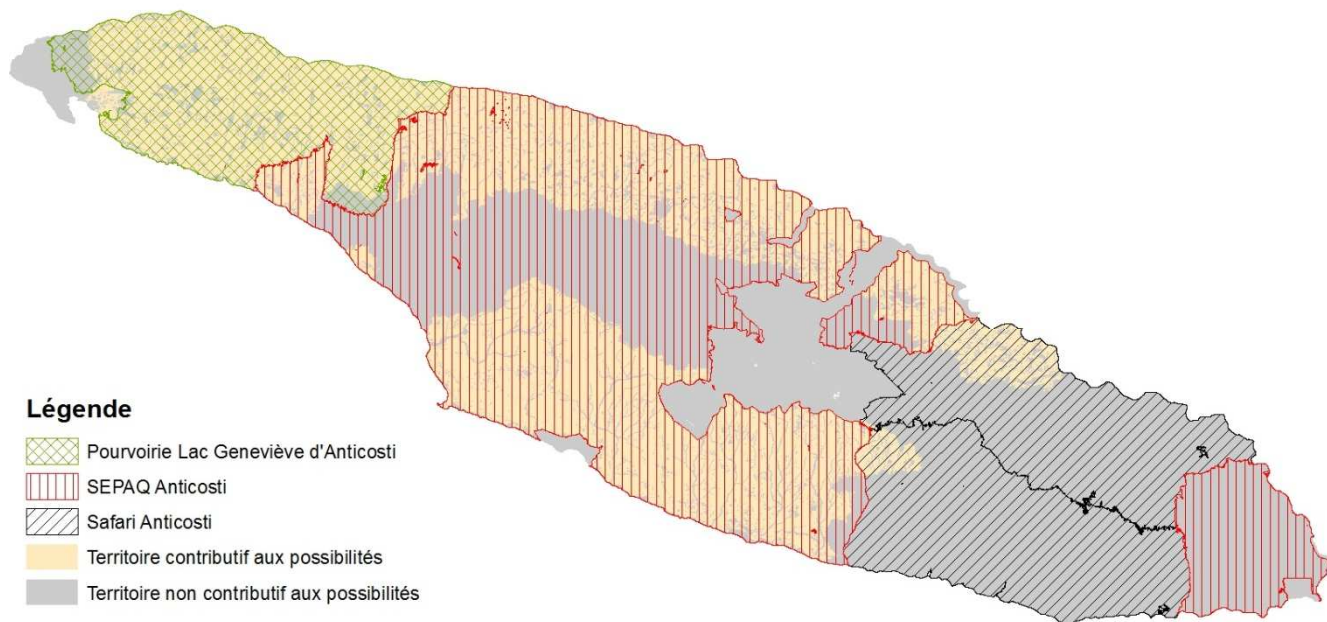 Légende
Pourvoirie Lac Geneviève d'Anticosti
SEPAQ Anticosti
Safari Anticosti
Territoire contributif aux possibilités
Territoire non contributif aux possibilités